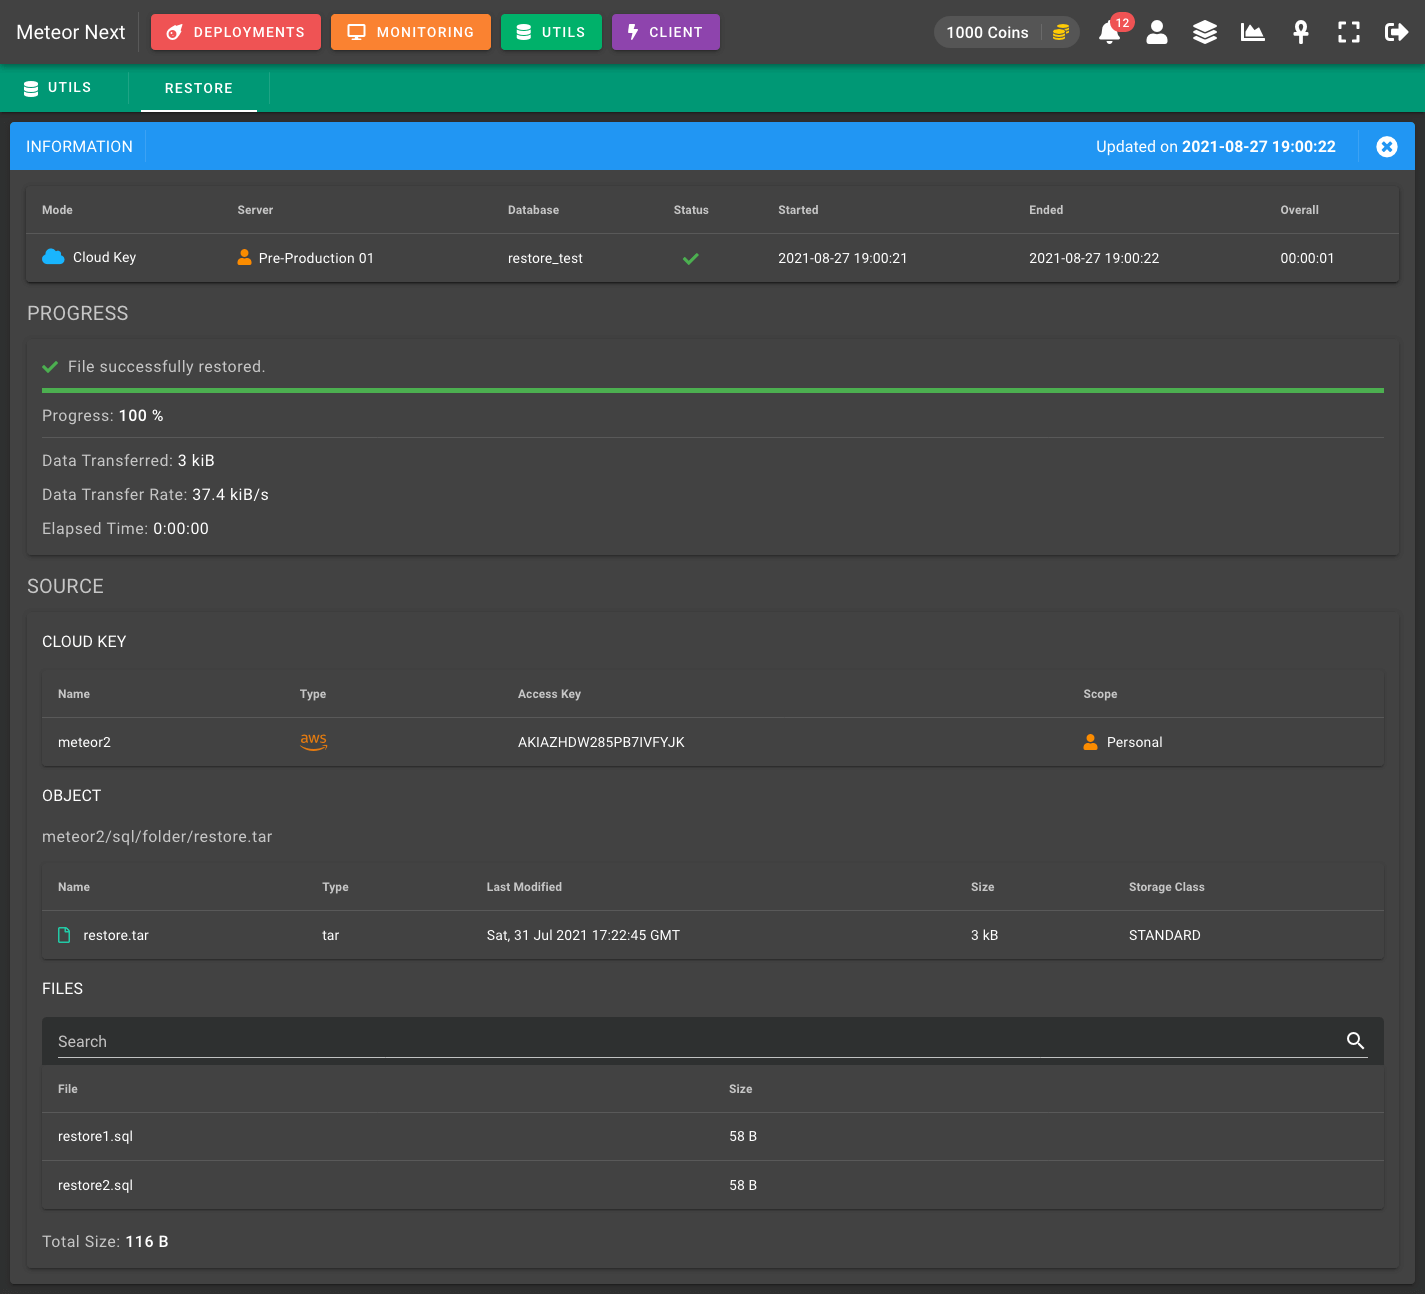 Meteor Next
DEPLOYMENTS
MONITORING
UTILS
CLIENT
1000 Coins
12
UTILS
RESTORE
INFORMATION
Updated on 2021-08-27 19:00:22
Mode Server Database Status Started Ended Overall
Cloud Key Pre-Production 01 restore_test 2021-08-27 19:00:21 2021-08-27 19:00:22 00:00:01
PROGRESS
File successfully restored.
Progress: 100 %
Data Transferred: 3 kiB
Data Transfer Rate: 37.4 kiB/s
Elapsed Time: 0:00:00
SOURCE
CLOUD KEY
Name Type Access Key Scope
meteor2 aws AKIAZHDW285PB7IVFYJK Personal
OBJECT
meteor2/sql/folder/restore.tar
Name Type Last Modified Size Storage Class
restore.tar tar Sat, 31 Jul 2021 17:22:45 GMT 3 kB STANDARD
FILES
Search
File Size
restore1.sql 58 B
restore2.sql 58 B
Total Size: 116 B